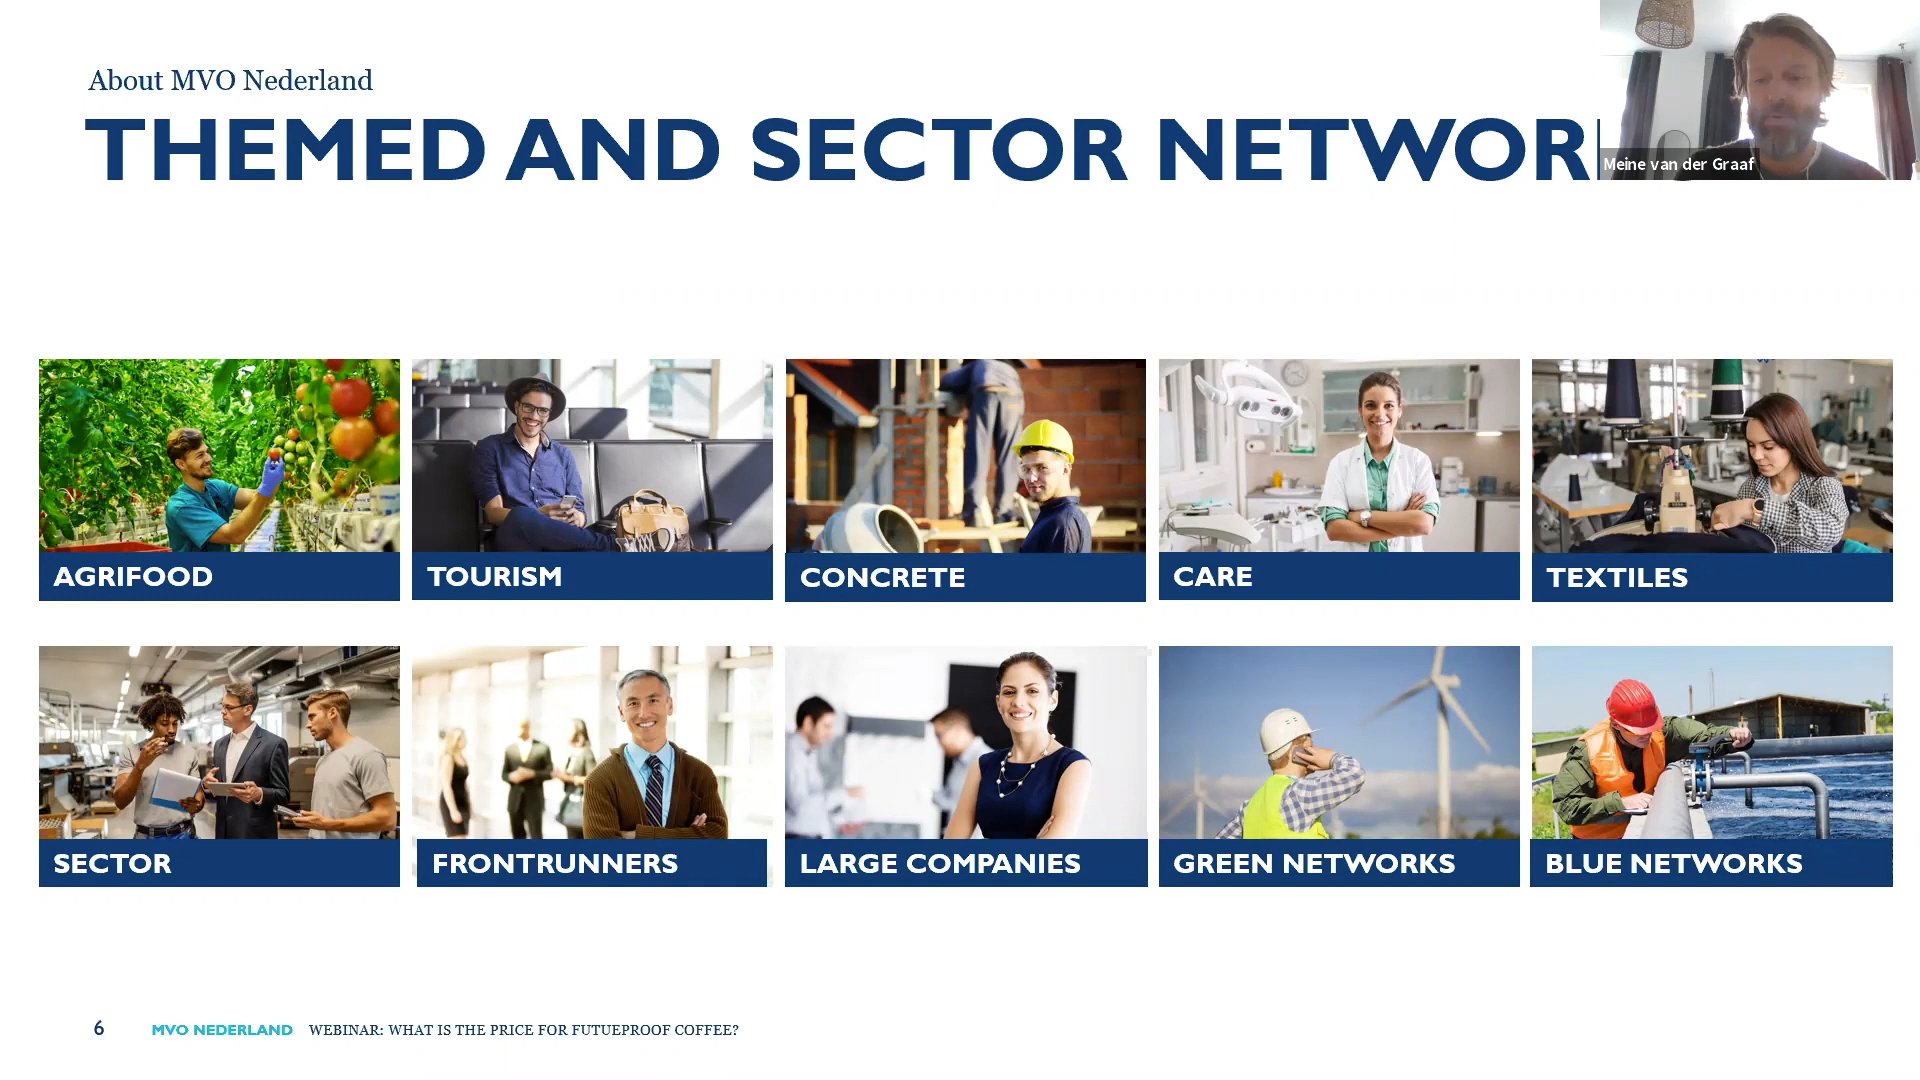 About MVO Nederland
THEMED AND SECTOR NETWOR
Meine van der Graaf
AGRIFOOD
TOURISM
CONCRETE
CARE
TEXTILES
SECTOR
FRONTRUNNERS
LARGE COMPANIES
GREEN NETWORKS
BLUE NETWORKS
6 MVO NEDERLAND WEBINAR: WHAT IS THE PRICE FOR FUTUEPROOF COFFEE?